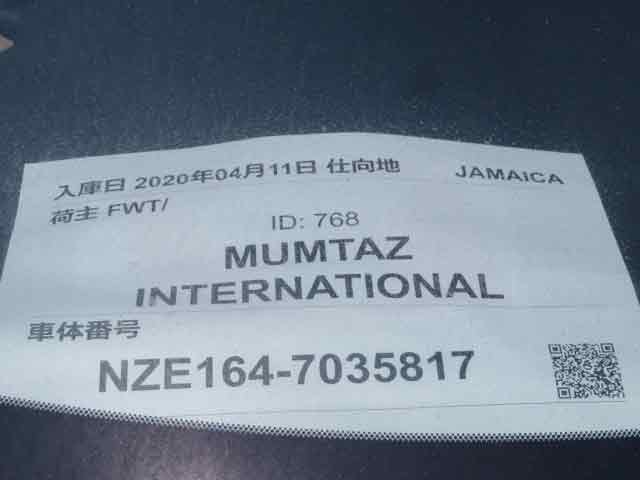 入庫日 2020年04月11日 仕向地 JAMAICA
荷主 FWT/
ID: 768
MUMTAZ
INTERNATIONAL
車体番号
NZE164-7035817